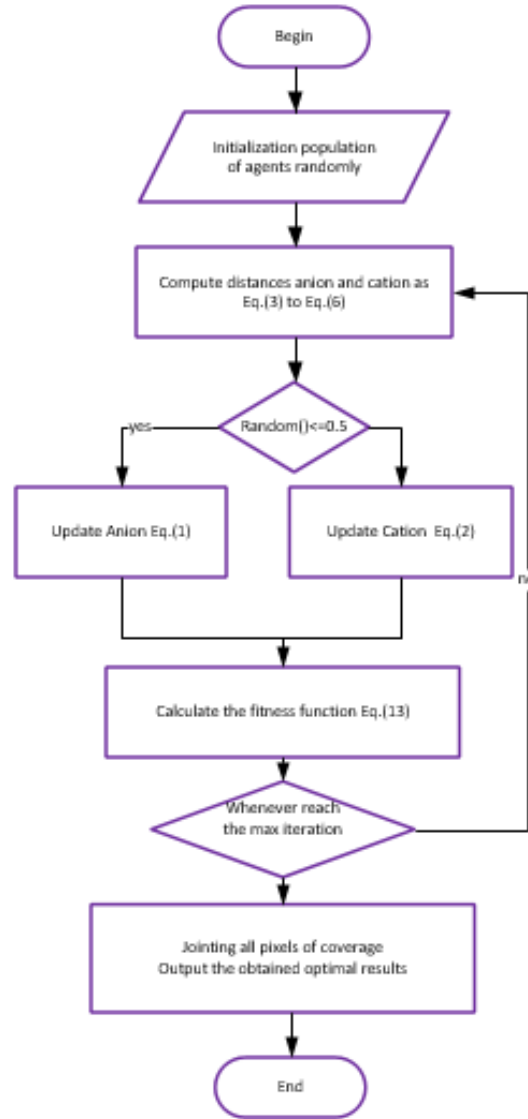 Begin
Initialization population
of agents randomly
Compute distances anion and cation as
Eq.(3) to Eq.(6)
Random()<=0.5
yes
Update Anion Eq.(1)
Update Cation Eq.(2)
Calculate the fitness function Eq.(13)
Whenever reach
the max iteration
Jointing all pixels of coverage
Output the obtained optimal results
End